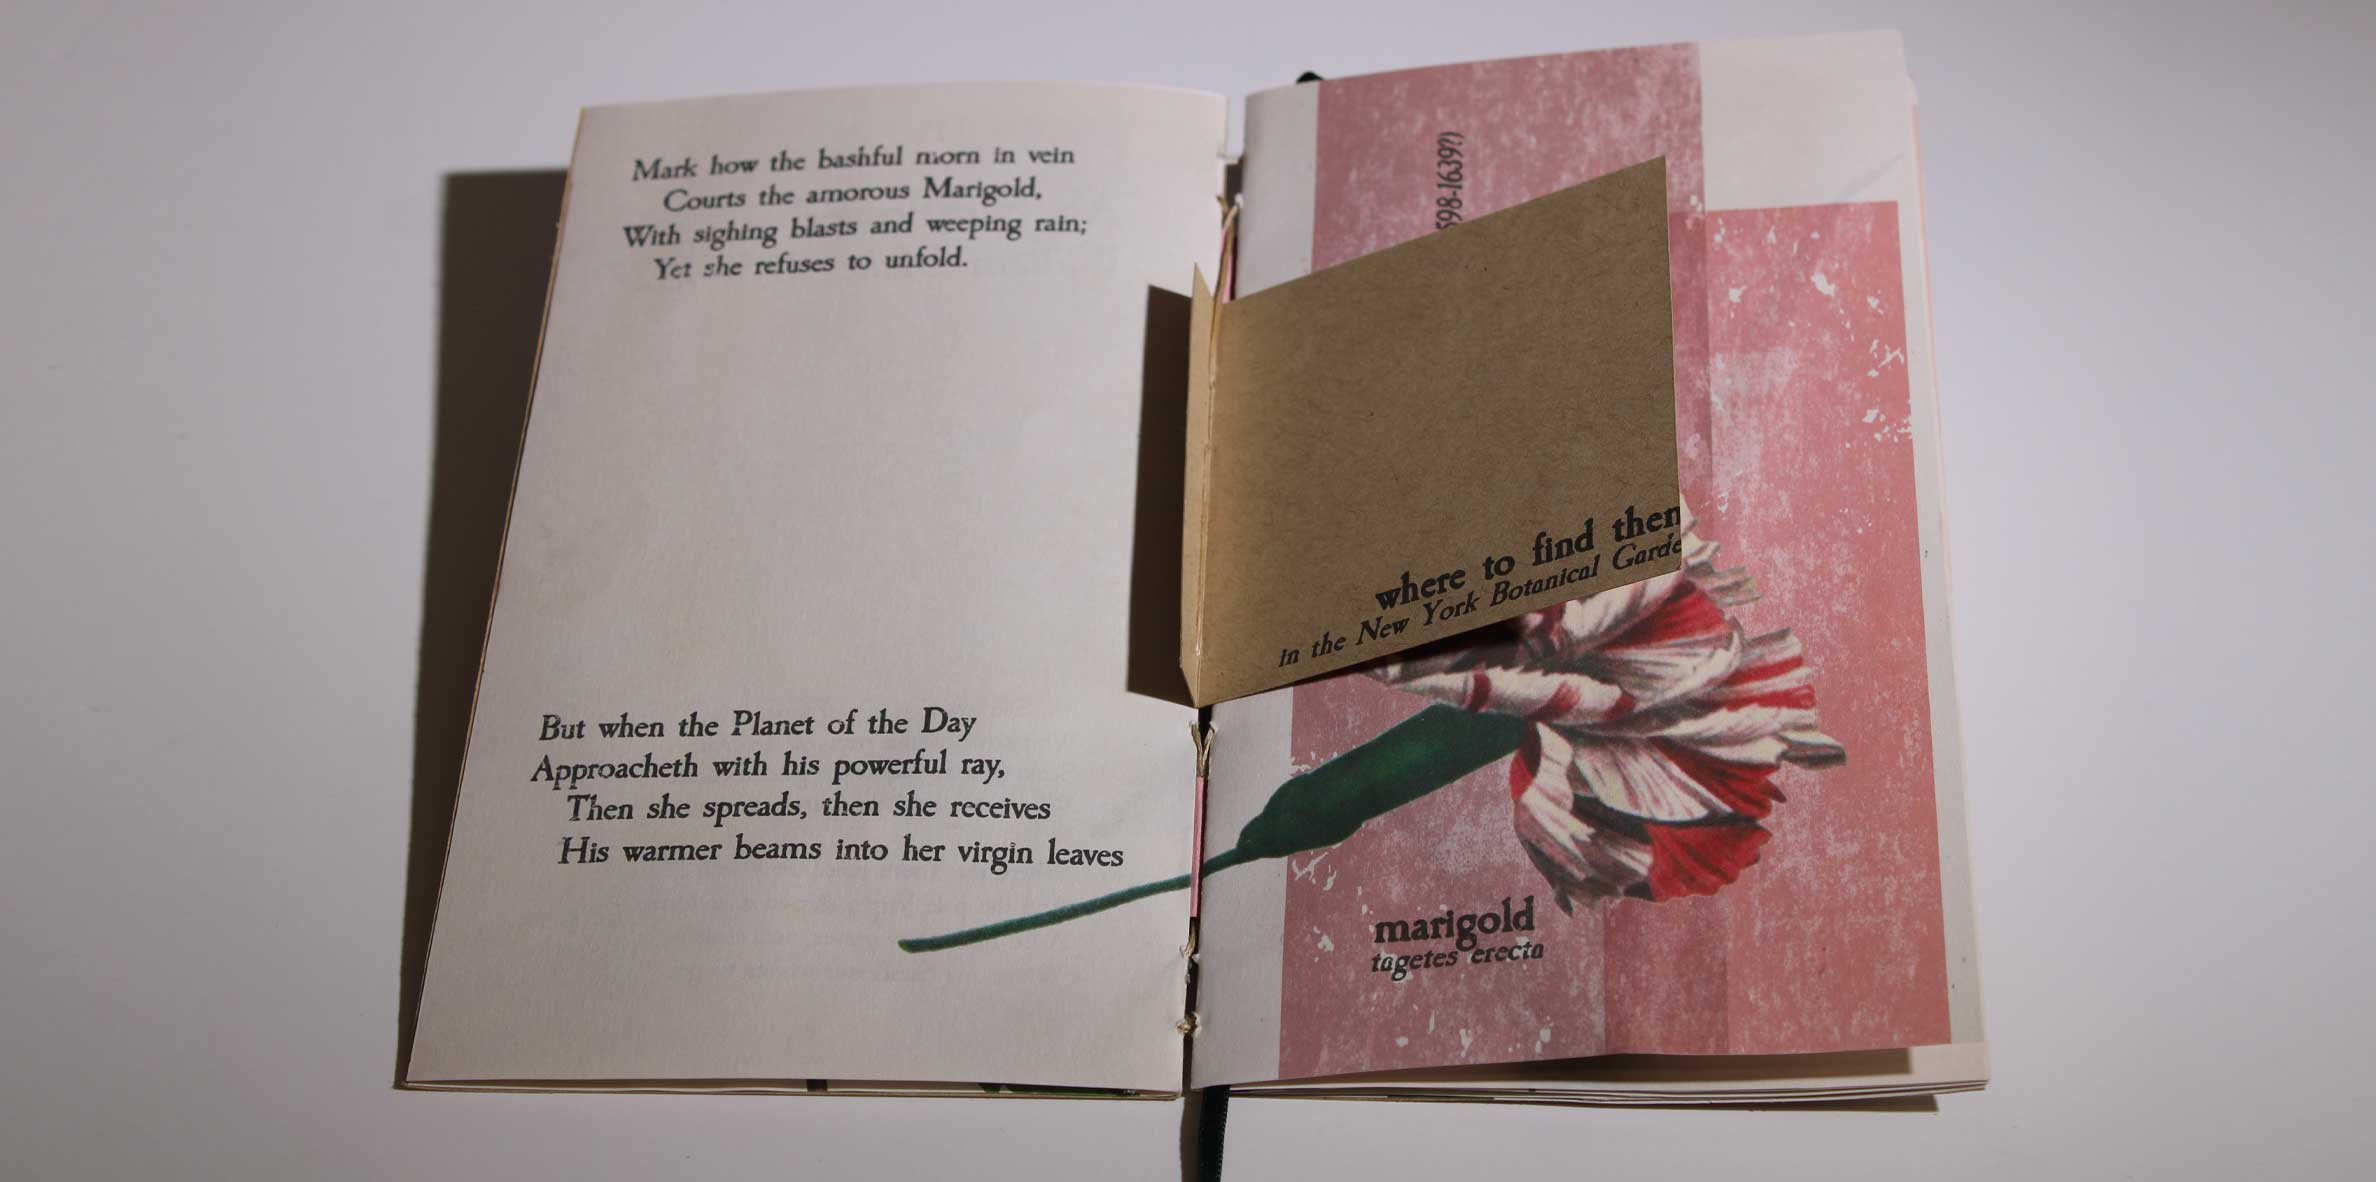 Mark how the bashful morn in vein
Courts the amorous Marigold,
With sighing blasts and weeping rain;
Yet she refuses to unfold.
But when the Planet of the Day
Approacheth with his powerful ray,
Then she spreads, then she receives
His warmer beams into her virgin leaves
598-1639?)
where to find then
in the New York Botanical Garde
marigold
tagetes erecta